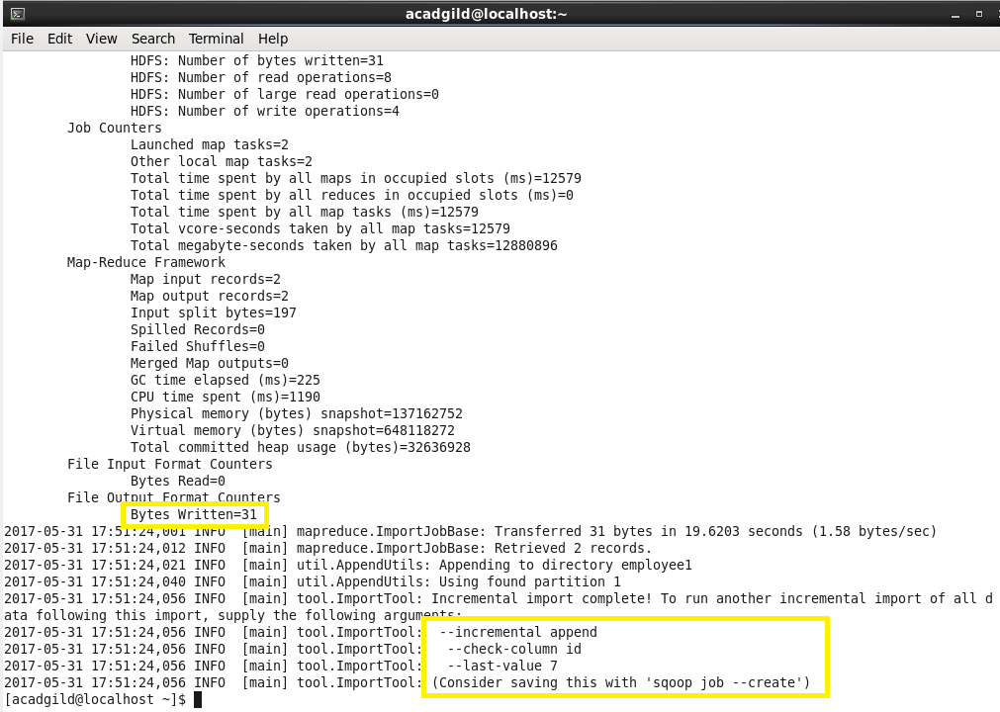 acadgild@localhost:~
File Edit View Search Terminal Help
HDFS: Number of bytes written=31
HDFS: Number of read operations=8
HDFS: Number of large read operations=0
HDFS: Number of write operations=4
Job Counters
Launched map tasks=2
Other local map tasks=2
Total time spent by all maps in occupied slots (ms)=12579
Total time spent by all reduces in occupied slots (ms)=0
Total time spent by all map tasks (ms)=12579
Total vcore-seconds taken by all map tasks=12579
Total megabyte-seconds taken by all map tasks=12880896
Map-Reduce Framework
Map input records=2
Map output records=2
Input split bytes=197
Spilled Records=0
Failed Shuffles=0
Merged Map outputs=0
GC time elapsed (ms)=225
CPU time spent (ms)=1190
Physical memory (bytes) snapshot=137162752
Virtual memory (bytes) snapshot=648118272
Total committed heap usage (bytes)=32636928
File Input Format Counters
Bytes Read=0
File Output Format Counters
Bytes Written=31
2017-05-31 17:51:24,001 INFO  [main] mapreduce.ImportJobBase: Transferred 31 bytes in 19.6203 seconds (1.58 bytes/sec)
2017-05-31 17:51:24,012 INFO  [main] mapreduce.ImportJobBase: Retrieved 2 records.
2017-05-31 17:51:24,021 INFO  [main] util.AppendUtils: Appending to directory employee1
2017-05-31 17:51:24,040 INFO  [main] util.AppendUtils: Using found partition 1
2017-05-31 17:51:24,056 INFO  [main] tool.ImportTool: Incremental import complete! To run another incremental import of all d
ata following this import, supply the following arguments:
2017-05-31 17:51:24,056 INFO  [main] tool.ImportTool:  --incremental append
2017-05-31 17:51:24,056 INFO  [main] tool.ImportTool:   --check-column id
2017-05-31 17:51:24,056 INFO  [main] tool.ImportTool:   --last-value 7
2017-05-31 17:51:24,056 INFO  [main] tool.ImportTool: (Consider saving this with 'sqoop job --create')
[acadgild@localhost ~]$